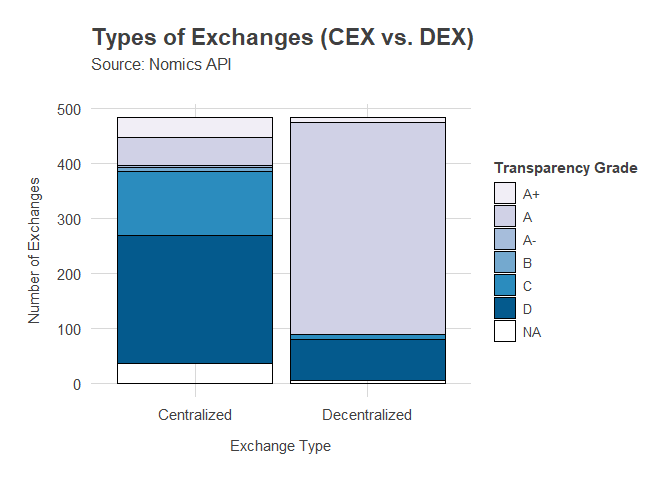 Types of Exchanges (CEX vs. DEX)
Source: Nomics API
Number of Exchanges
500
400
300
200
100
0
Centralized
Decentralized
Exchange Type
Transparency Grade
A+
A
A-
B
C
D
NA